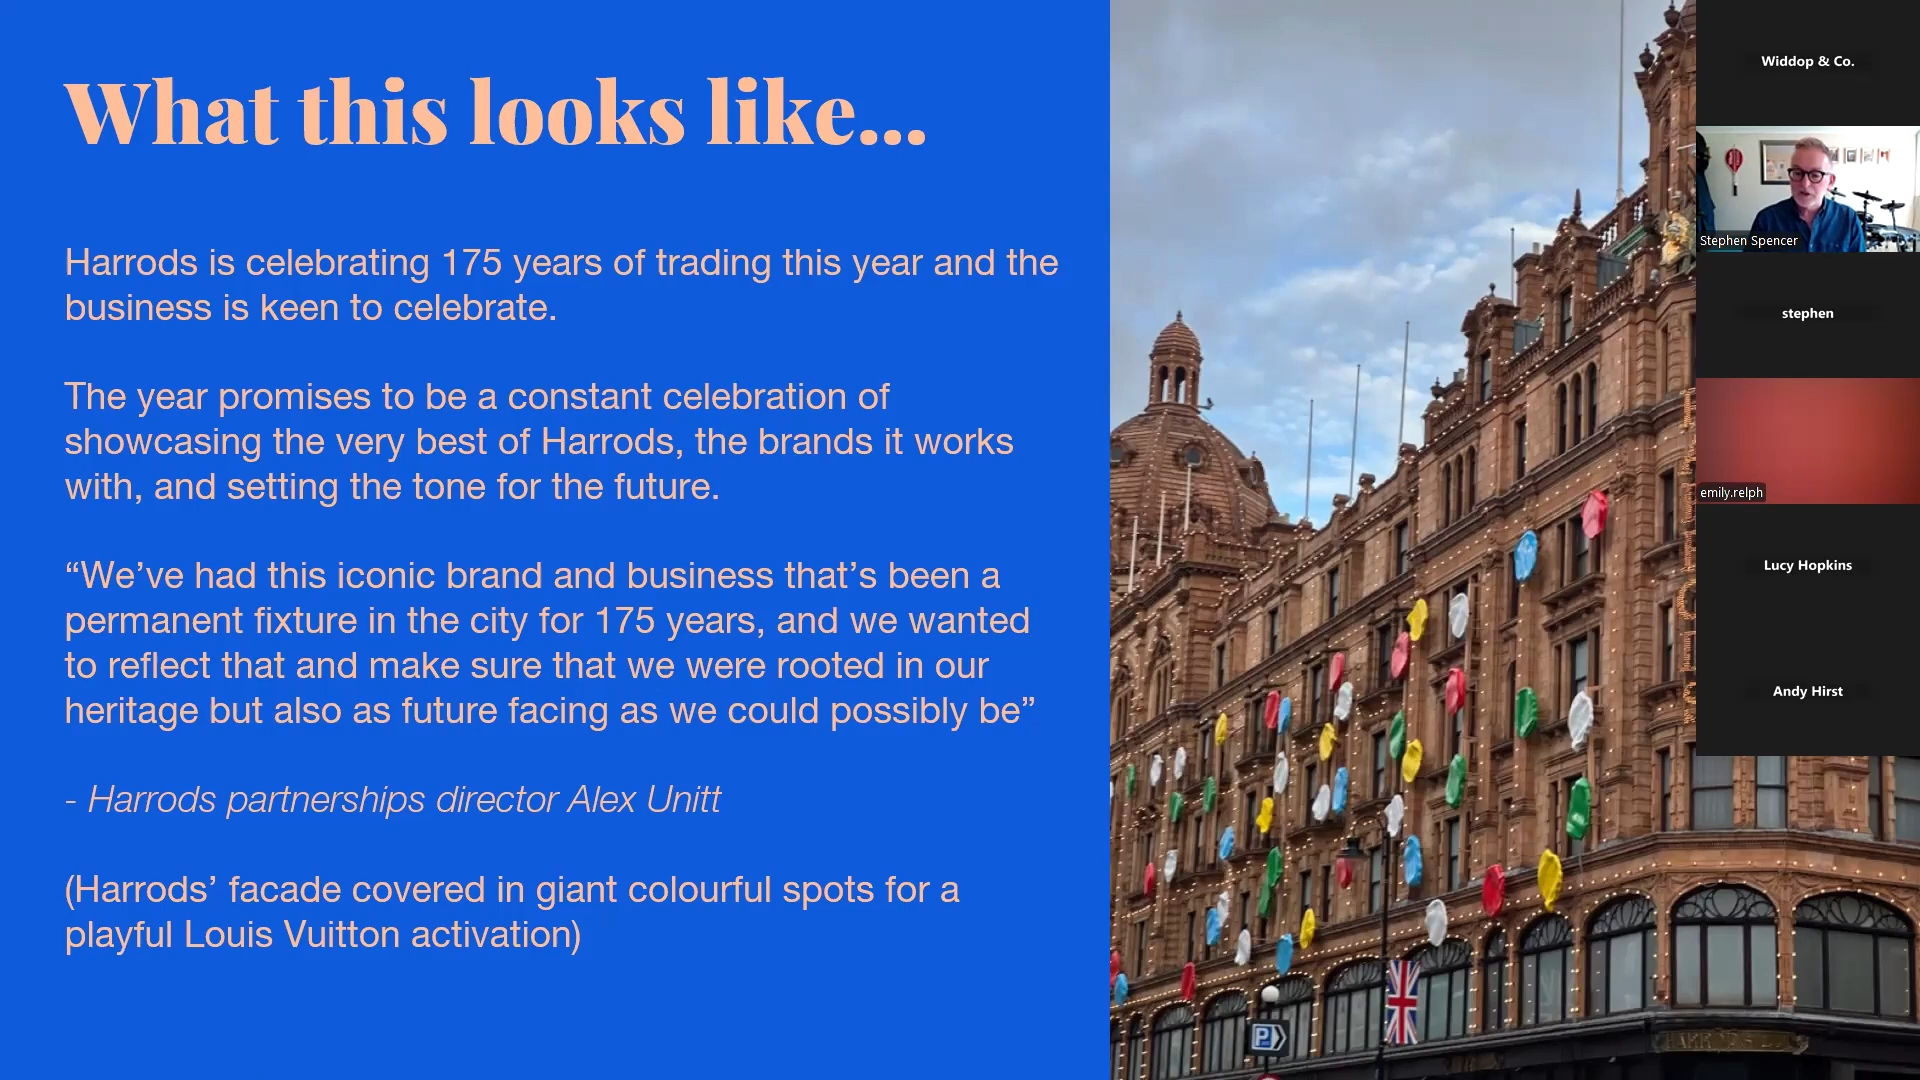 What this looks like...
Harrods is celebrating 175 years of trading this year and the
business is keen to celebrate.
The year promises to be a constant celebration of
showcasing the very best of Harrods, the brands it works
with, and setting the tone for the future.
“We’ve had this iconic brand and business that’s been a
permanent fixture in the city for 175 years, and we wanted
to reflect that and make sure that we were rooted in our
heritage but also as future facing as we could possibly be”
- Harrods partnerships director Alex Unitt
(Harrods’ facade covered in giant colourful spots for a
playful Louis Vuitton activation)
Widdop & Co.
Stephen Spencer
stephen
emily.relph
Lucy Hopkins
Andy Hirst
P